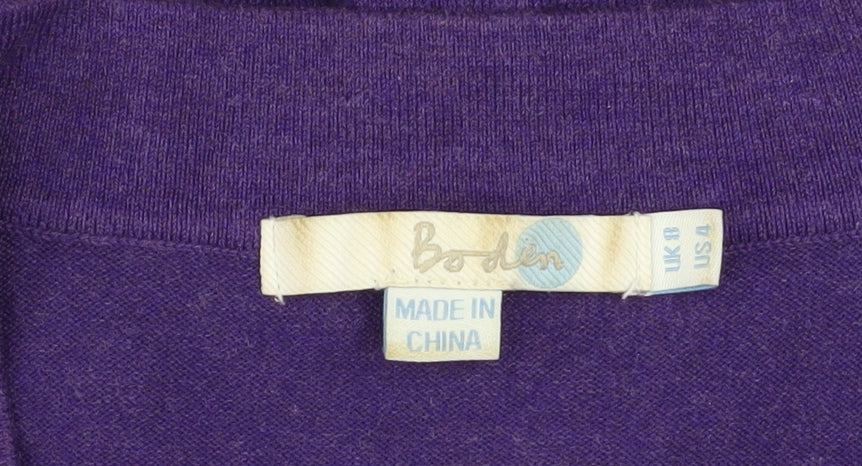 Boden
UK 8
US 4
MADE IN
CHINA